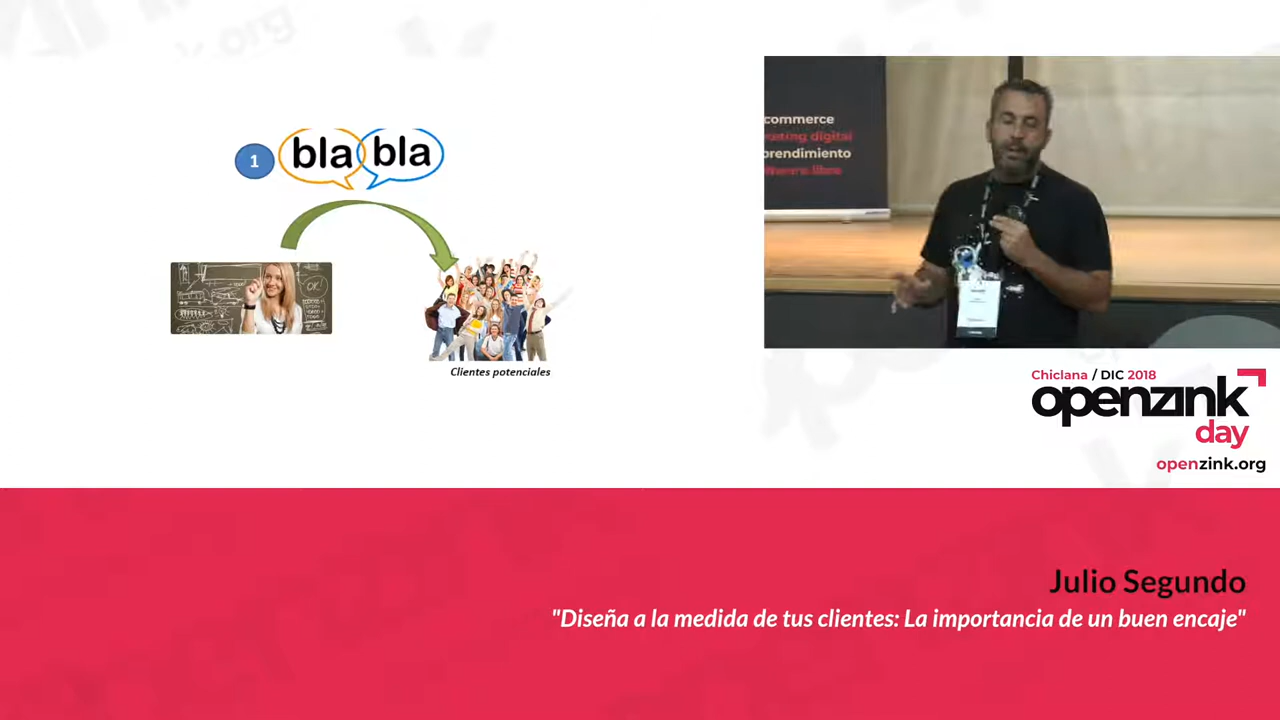 1
bla bla
OK!
Clientes potenciales
commerce
prendimiento
Chiclana / DIC 2018
openzink
day
openzink.org
Julio Segundo
"Diseña a la medida de tus clientes: La importancia de un buen encaje"